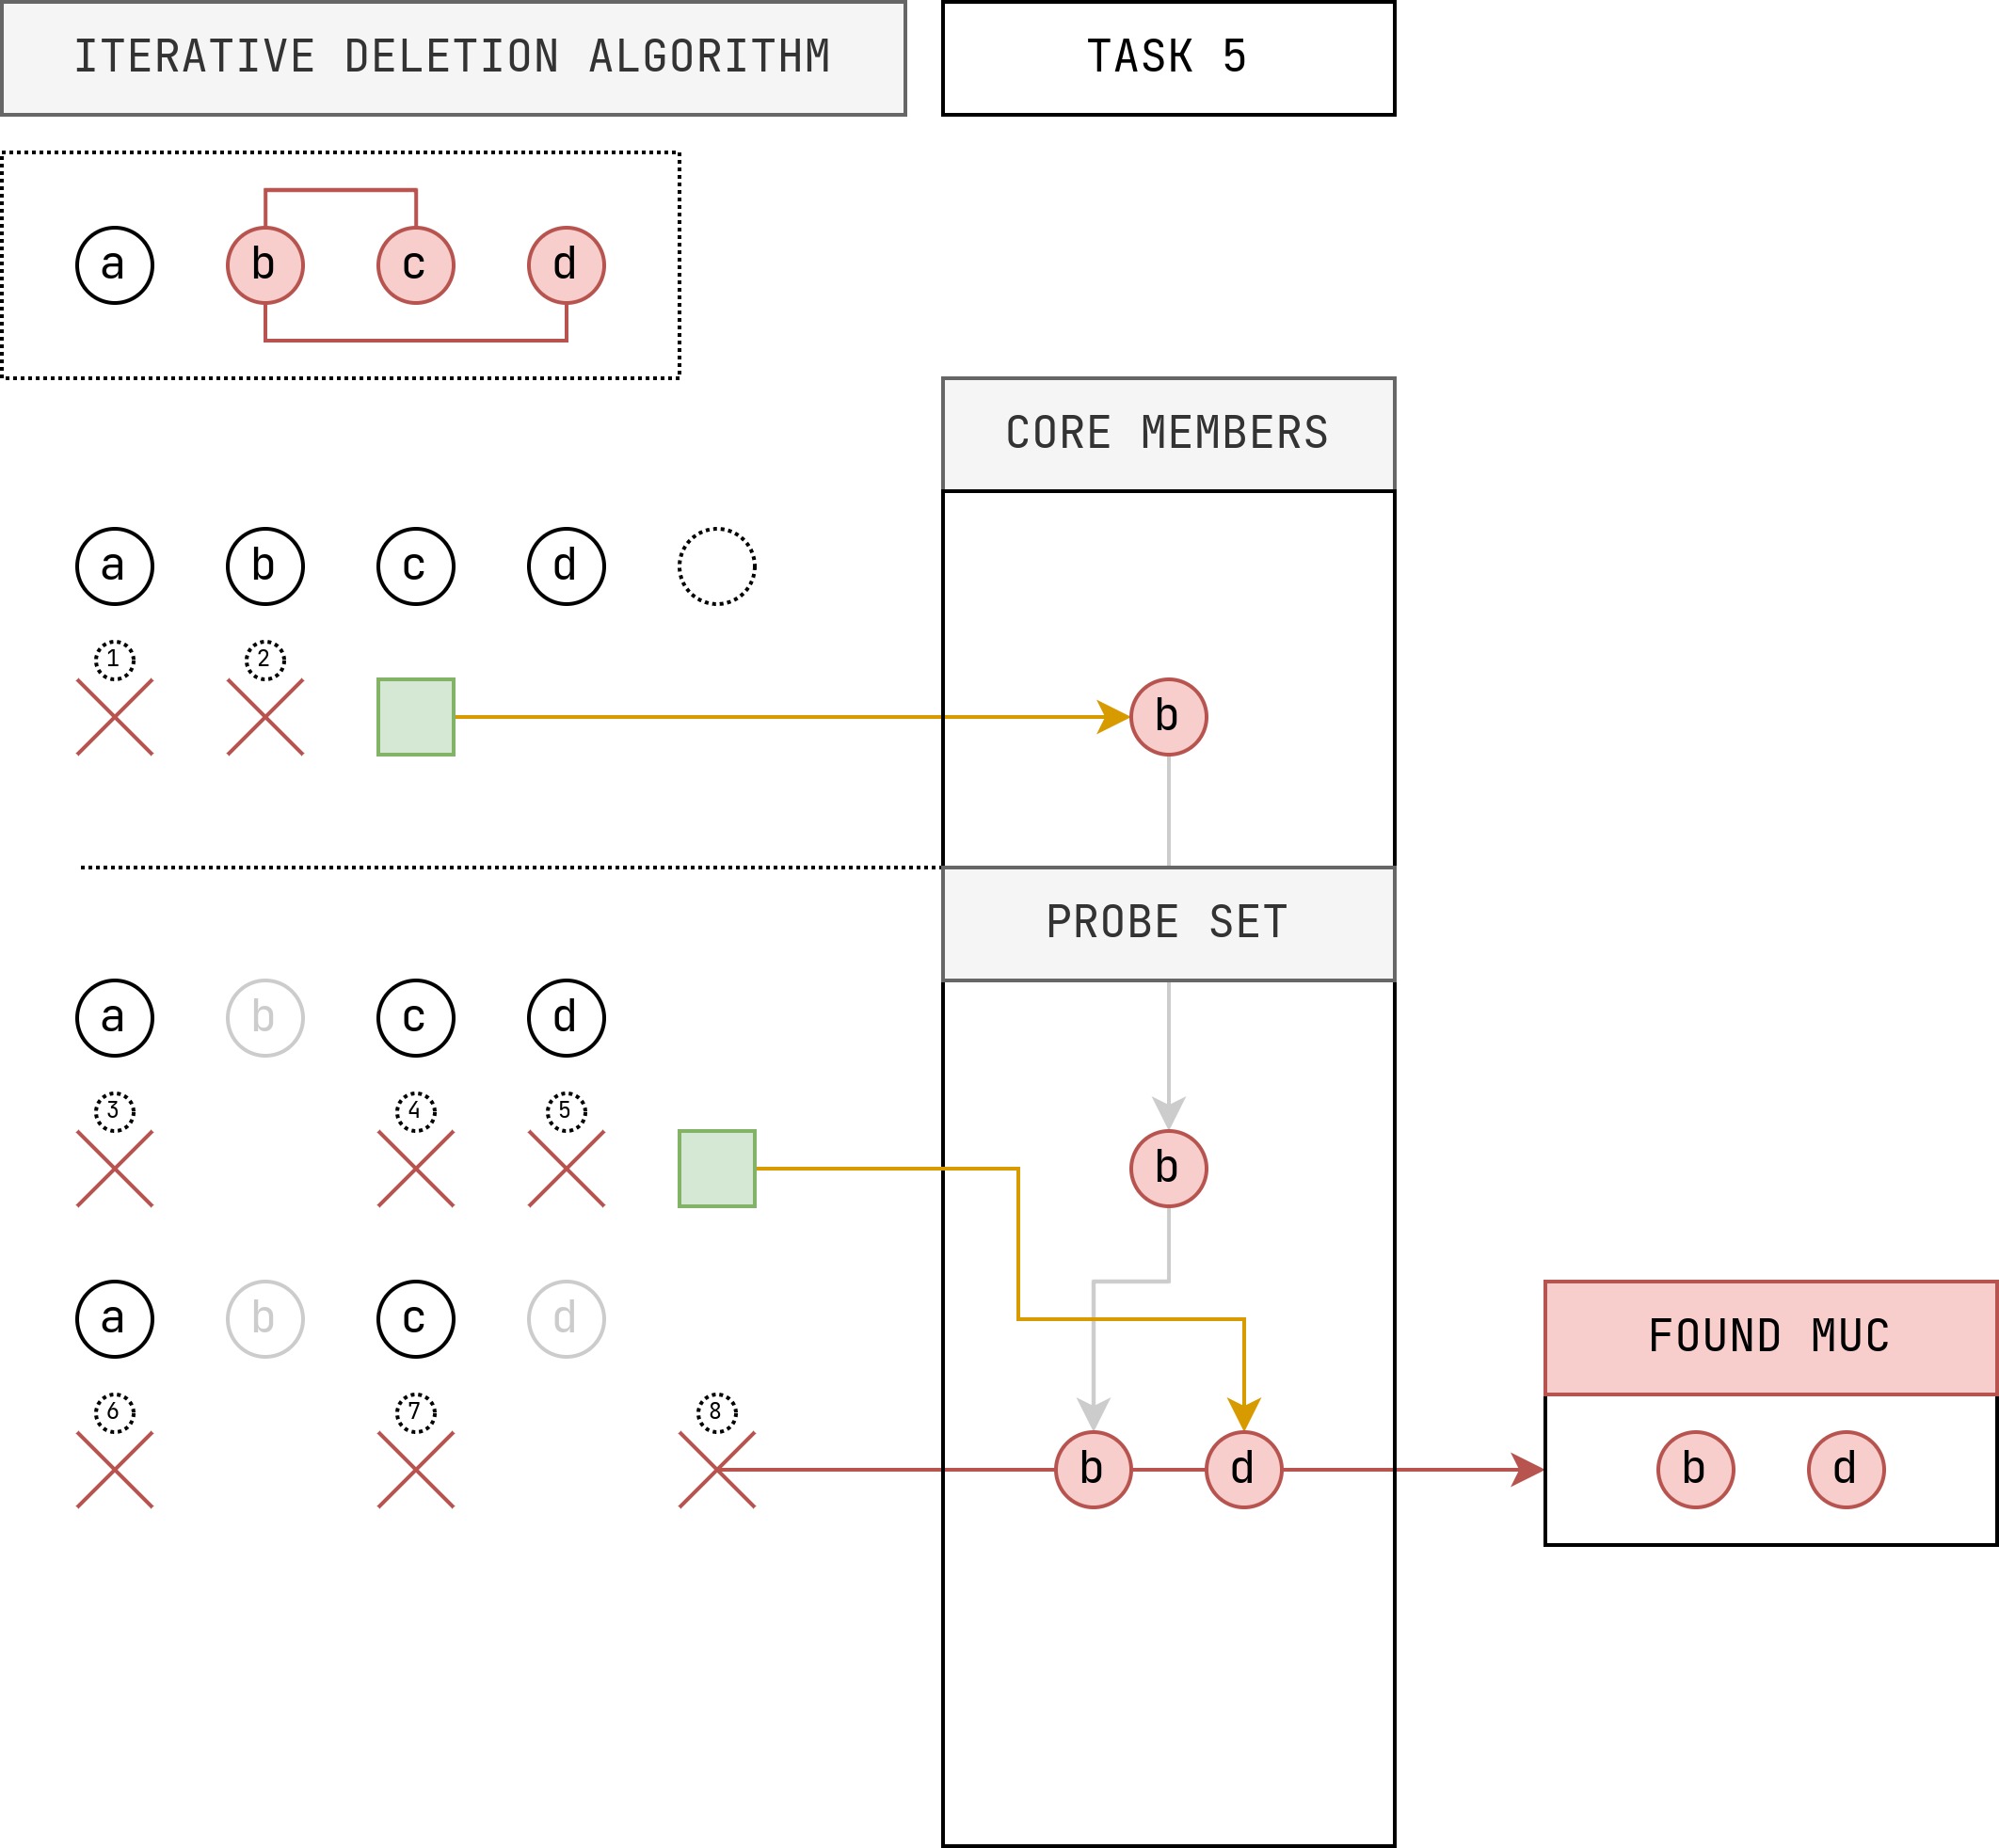 ITERATIVE DELETION ALGORITHM
TASK 5
a b c d
CORE MEMBERS
a b c d
1 2
b
PROBE SET
a b c d
3 4 5
b
a b c d
FOUND MUC
6 7 8
b d
b d